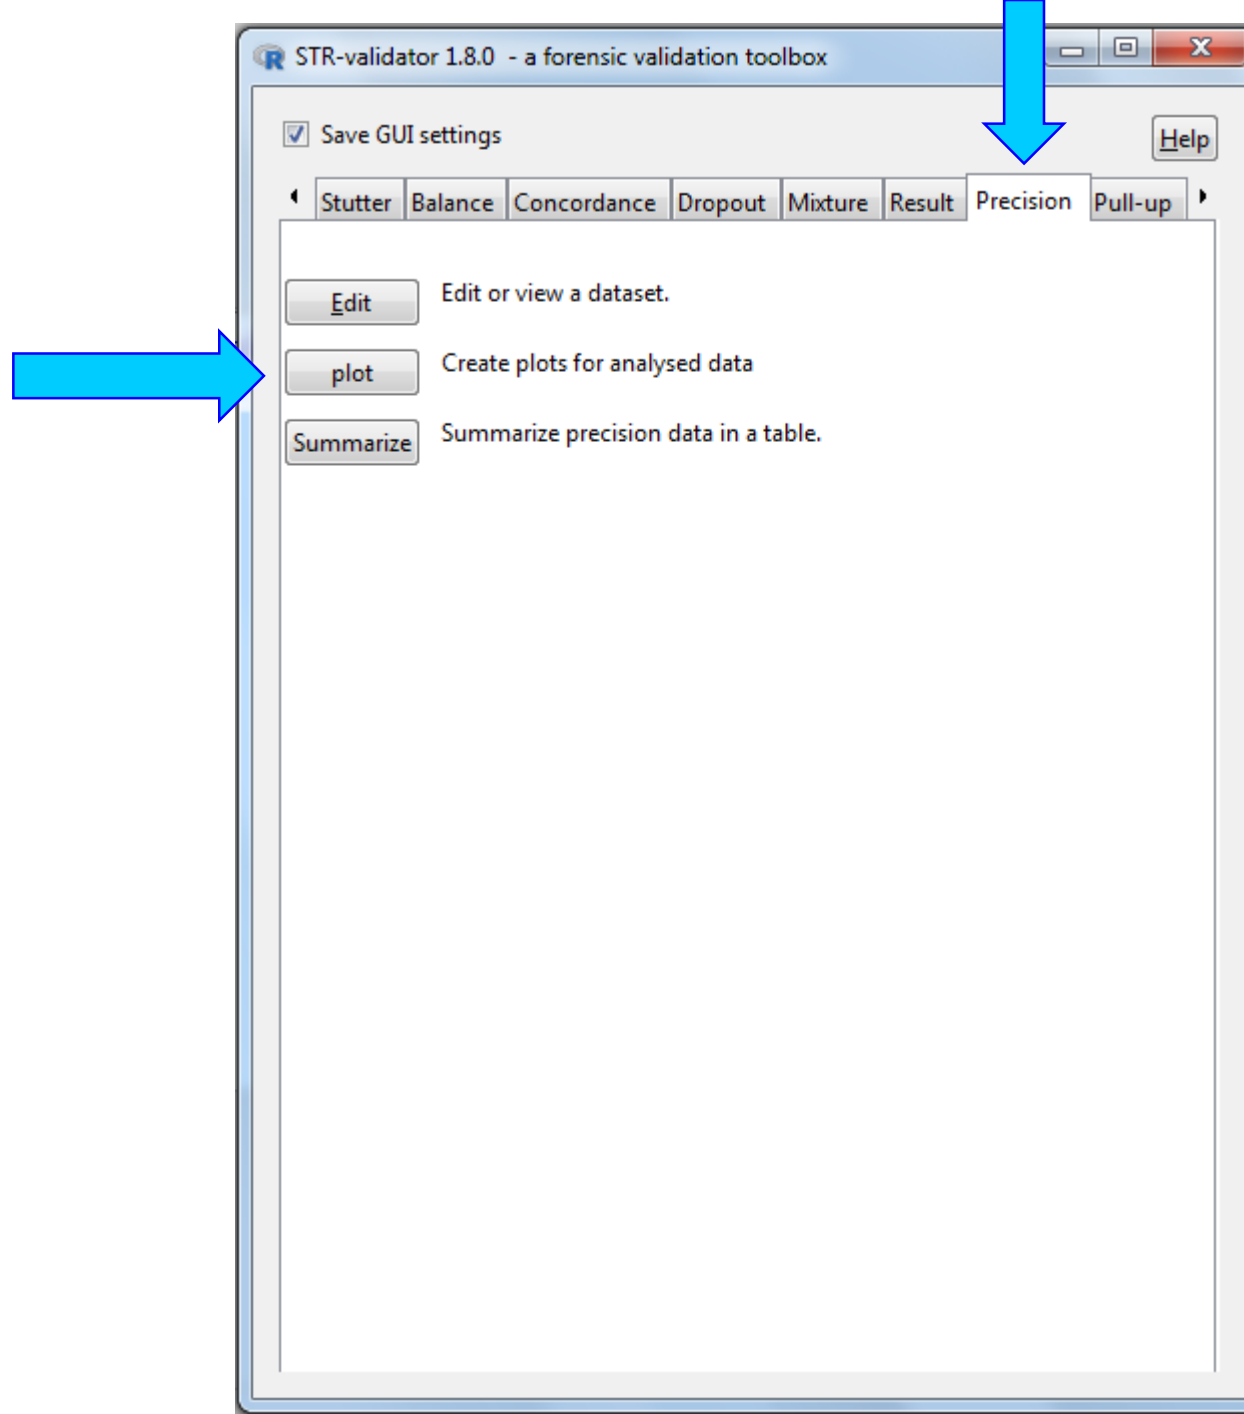 STR-validator 1.8.0 - a forensic validation toolbox
Save GUI settings
Help
Stutter Balance Concordance Dropout Mixture Result Precision Pull-up
Edit Edit or view a dataset.
plot Create plots for analysed data
Summarize Summarize precision data in a table.